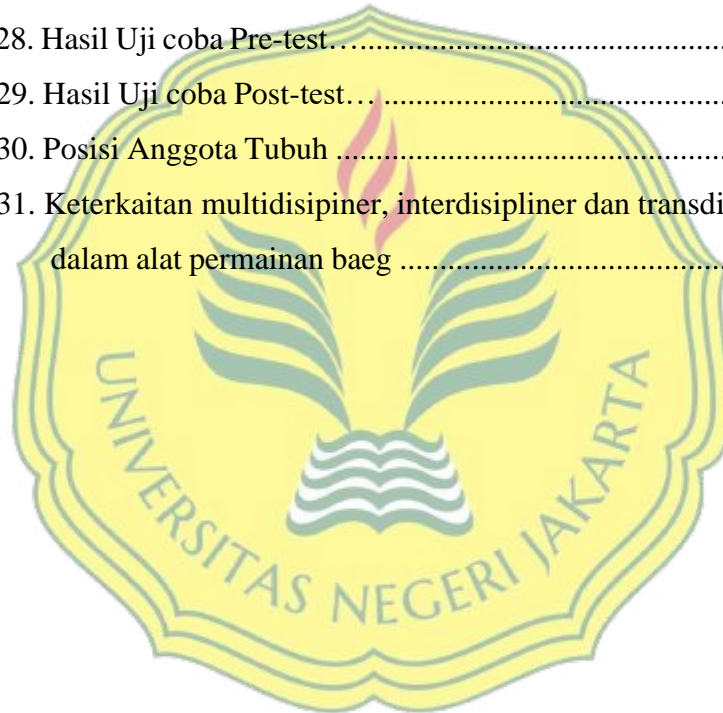 28. Hasil Uji coba Pre-test…......................................................
29. Hasil Uji coba Post-test… ...................................................
30. Posisi Anggota Tubuh ..........................................................
31. Keterkaitan multidisipiner, interdisipliner dan transdi
dalam alat permainan baeg ..................................................
UNIVERSITAS NEGERI JAKARTA